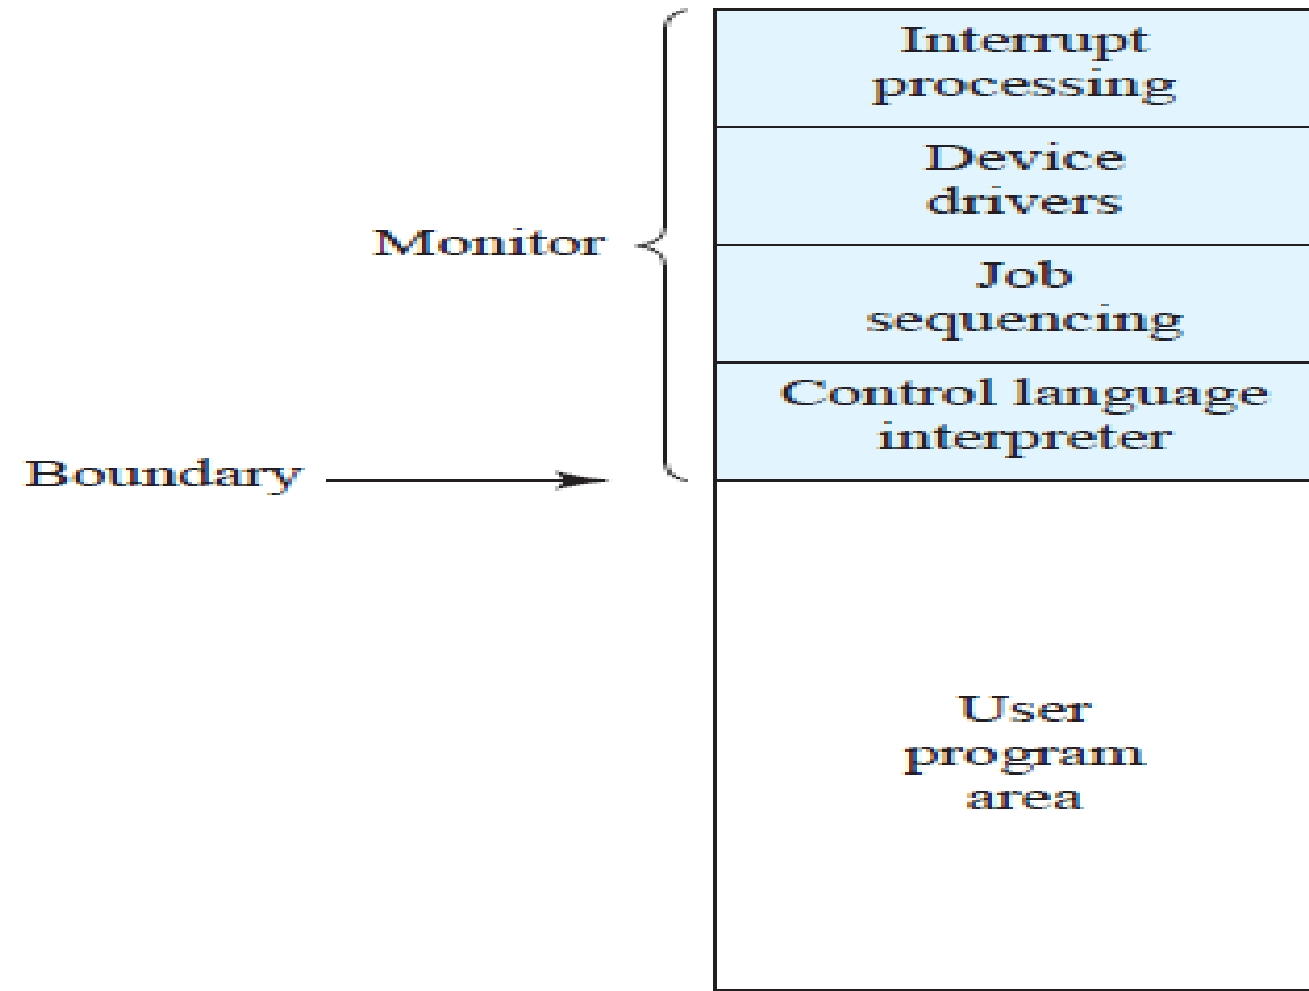 Interrupt
processing
Device
drivers
Monitor
Job
sequencing
Control language
interpreter
Boundary
User
program
area